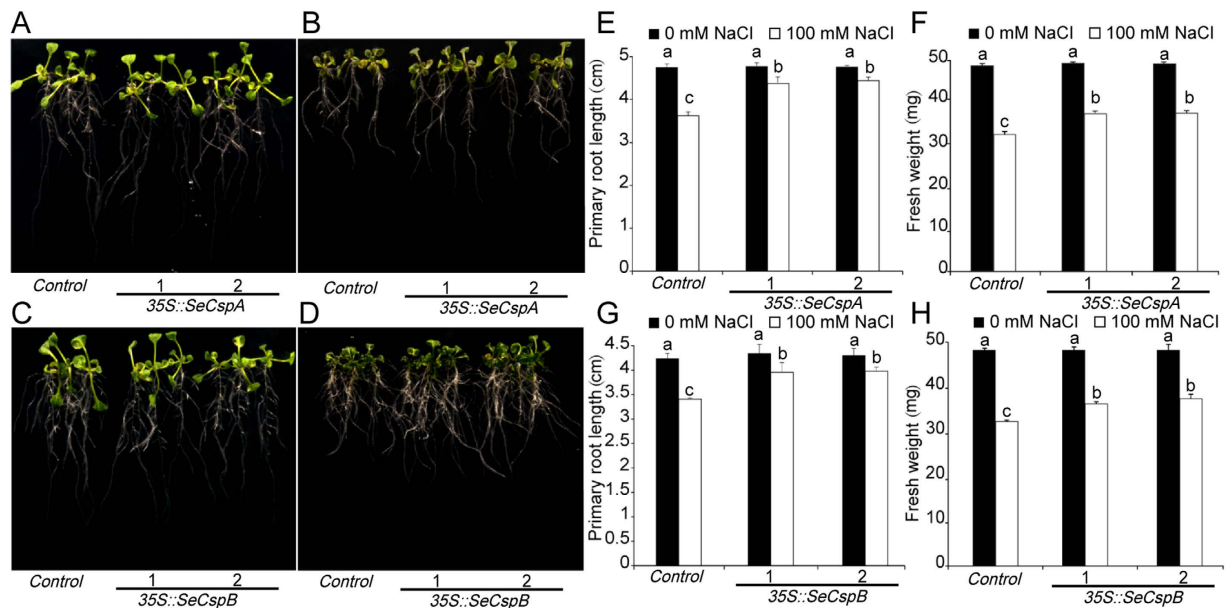 A
B
Control
1
2
35S::SeCspA
Control
1
2
35S::SeCspA
C
D
Control
1
2
35S::SeCspB
Control
1
2
35S::SeCspB
E
0 mM NaCl
100 mM NaCl
Primary root length (cm)
5
4
3
2
1
0
a
c
a
b
a
b
Control
1
2
35S::SeCspA
F
0 mM NaCl
100 mM NaCl
Fresh weight (mg)
50
40
30
20
10
0
a
c
a
b
a
b
Control
1
2
35S::SeCspA
G
0 mM NaCl
100 mM NaCl
Primary root length (cm)
4.5
4
3.5
3
2.5
2
1.5
1
0.5
0
a
c
a
b
a
b
Control
1
2
35S::SeCspB
H
0 mM NaCl
100 mM NaCl
Fresh weight (mg)
50
40
30
20
10
0
a
c
a
b
a
b
Control
1
2
35S::SeCspB